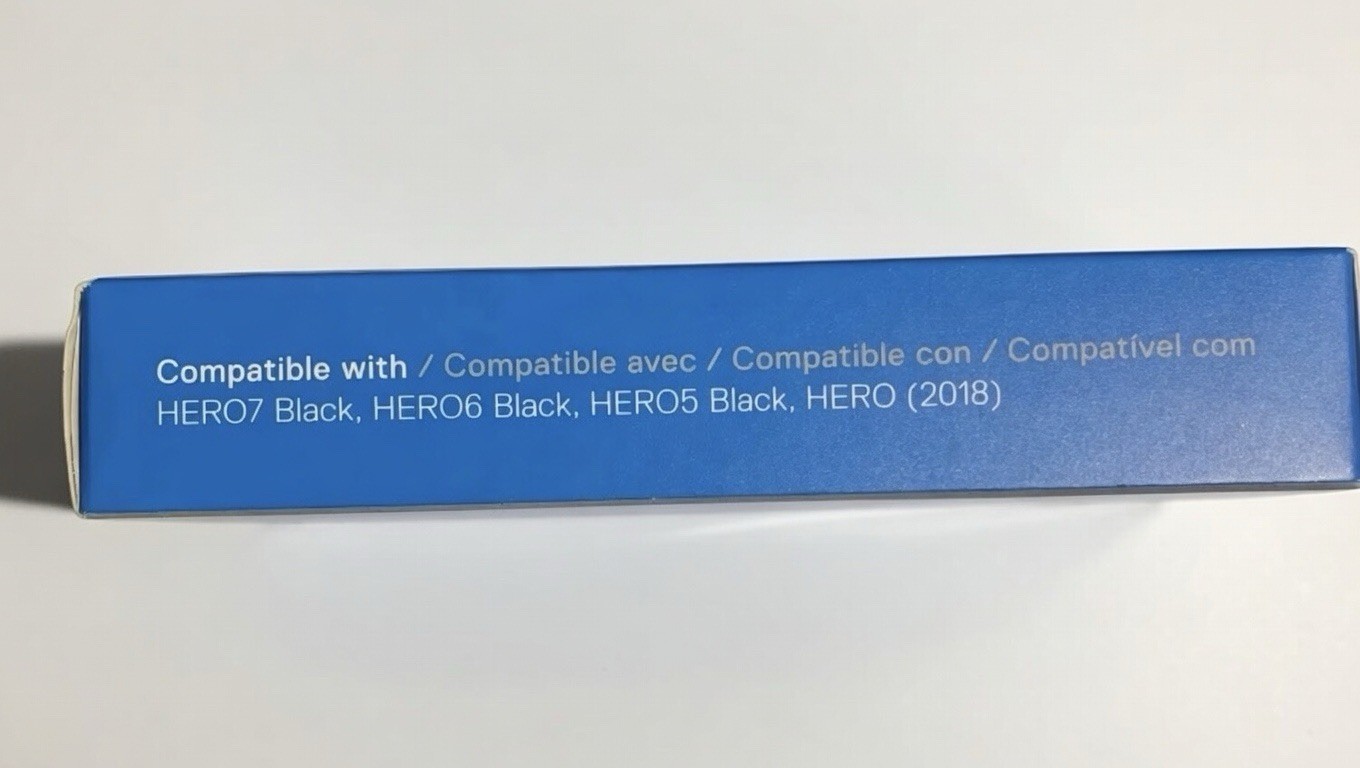 Compatible with / Compatible avec / Compatible con / Compatível com
HERO7 Black, HERO6 Black, HERO5 Black, HERO (2018)